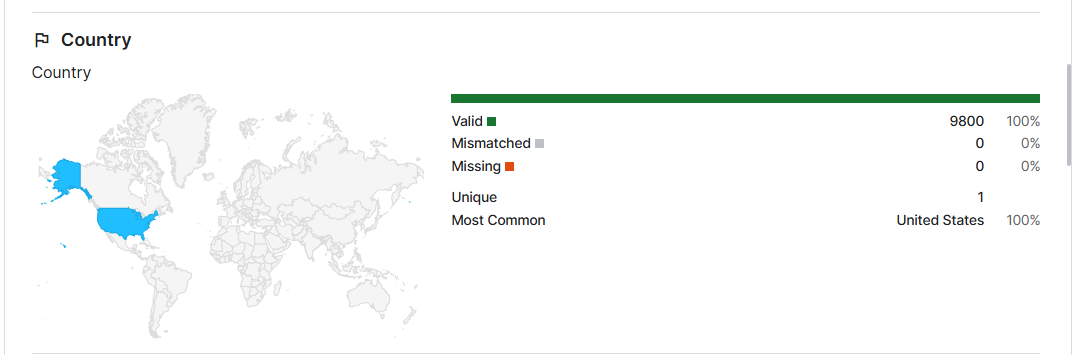 Country
Country
Valid 9800 100%
Mismatched 0 0%
Missing 0 0%
Unique 1
Most Common United States 100%